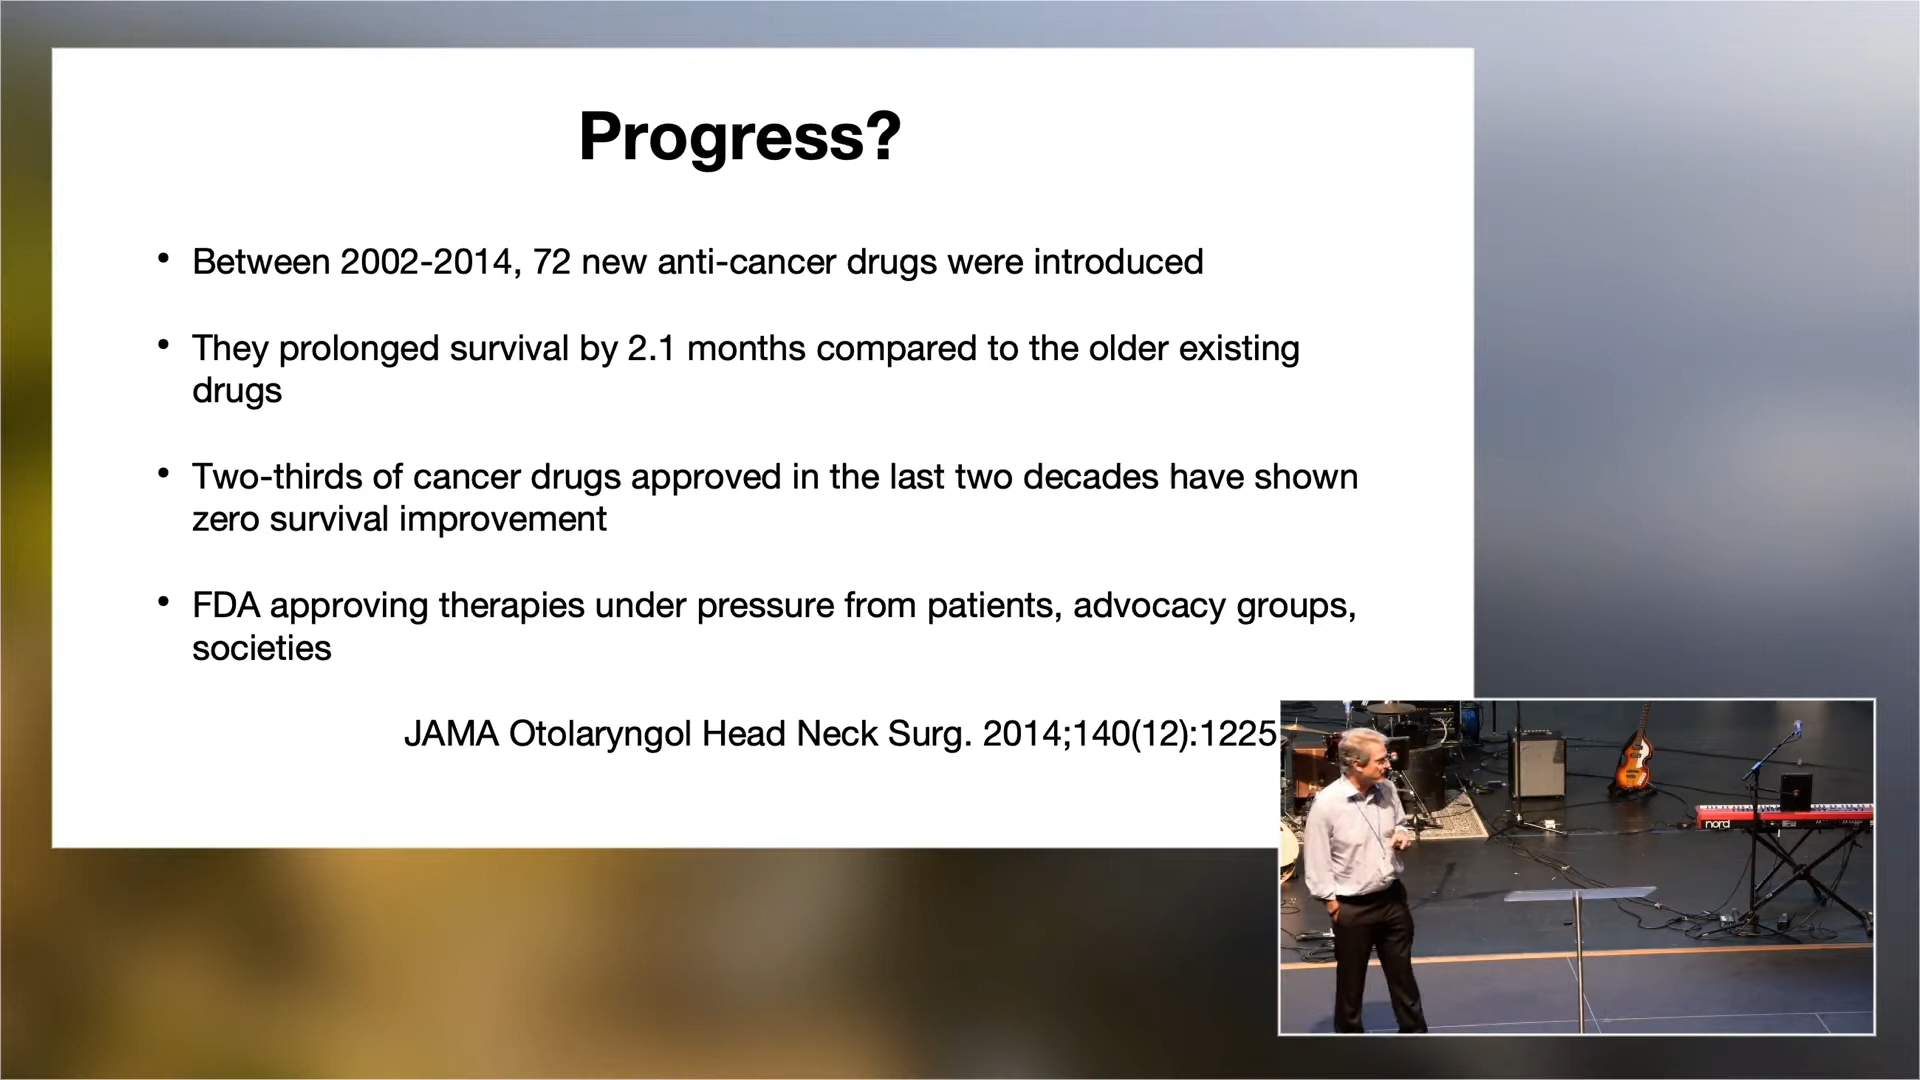 Progress?
• Between 2002-2014, 72 new anti-cancer drugs were introduced
• They prolonged survival by 2.1 months compared to the older existing
drugs
• Two-thirds of cancer drugs approved in the last two decades have shown
zero survival improvement
• FDA approving therapies under pressure from patients, advocacy groups,
societies
JAMA Otolaryngol Head Neck Surg. 2014;140(12):1225
nord